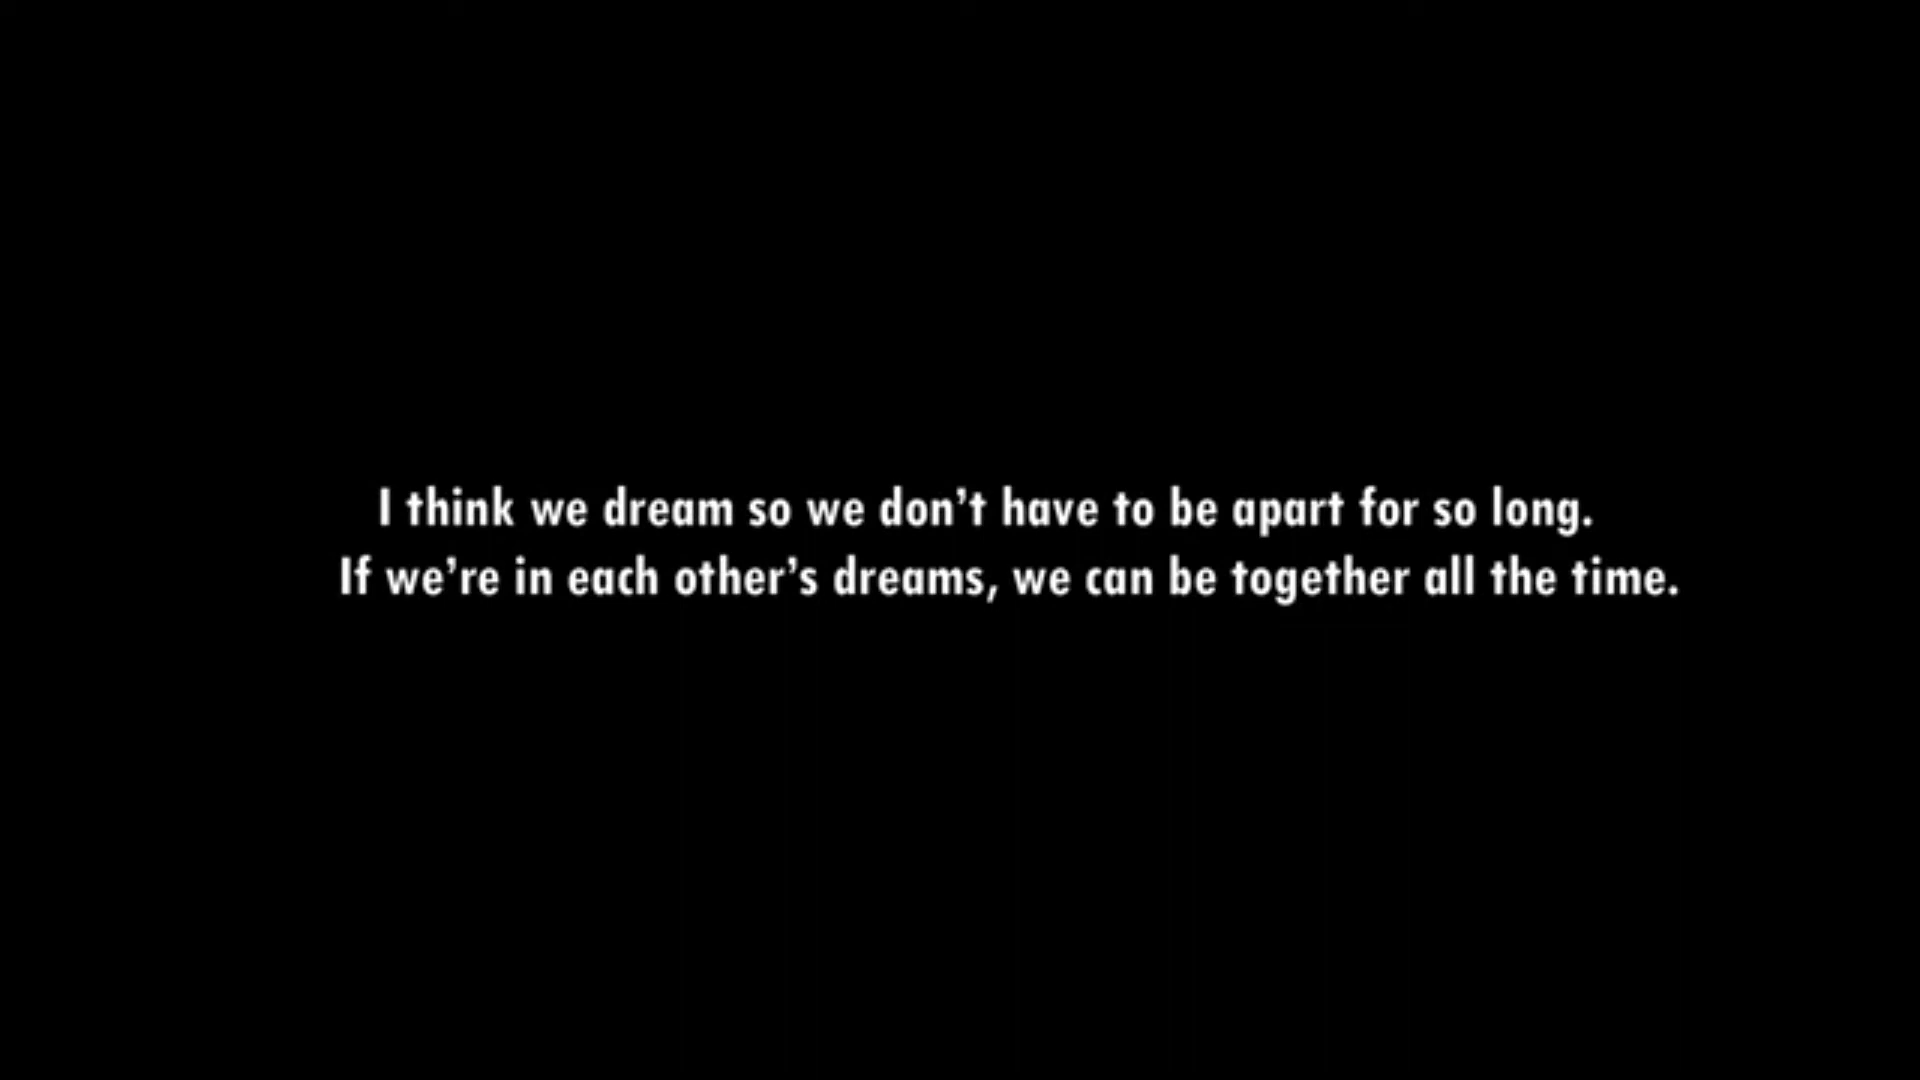 I think we dream so we don’t have to be apart for so long.
If we’re in each other’s dreams, we can be together all the time.